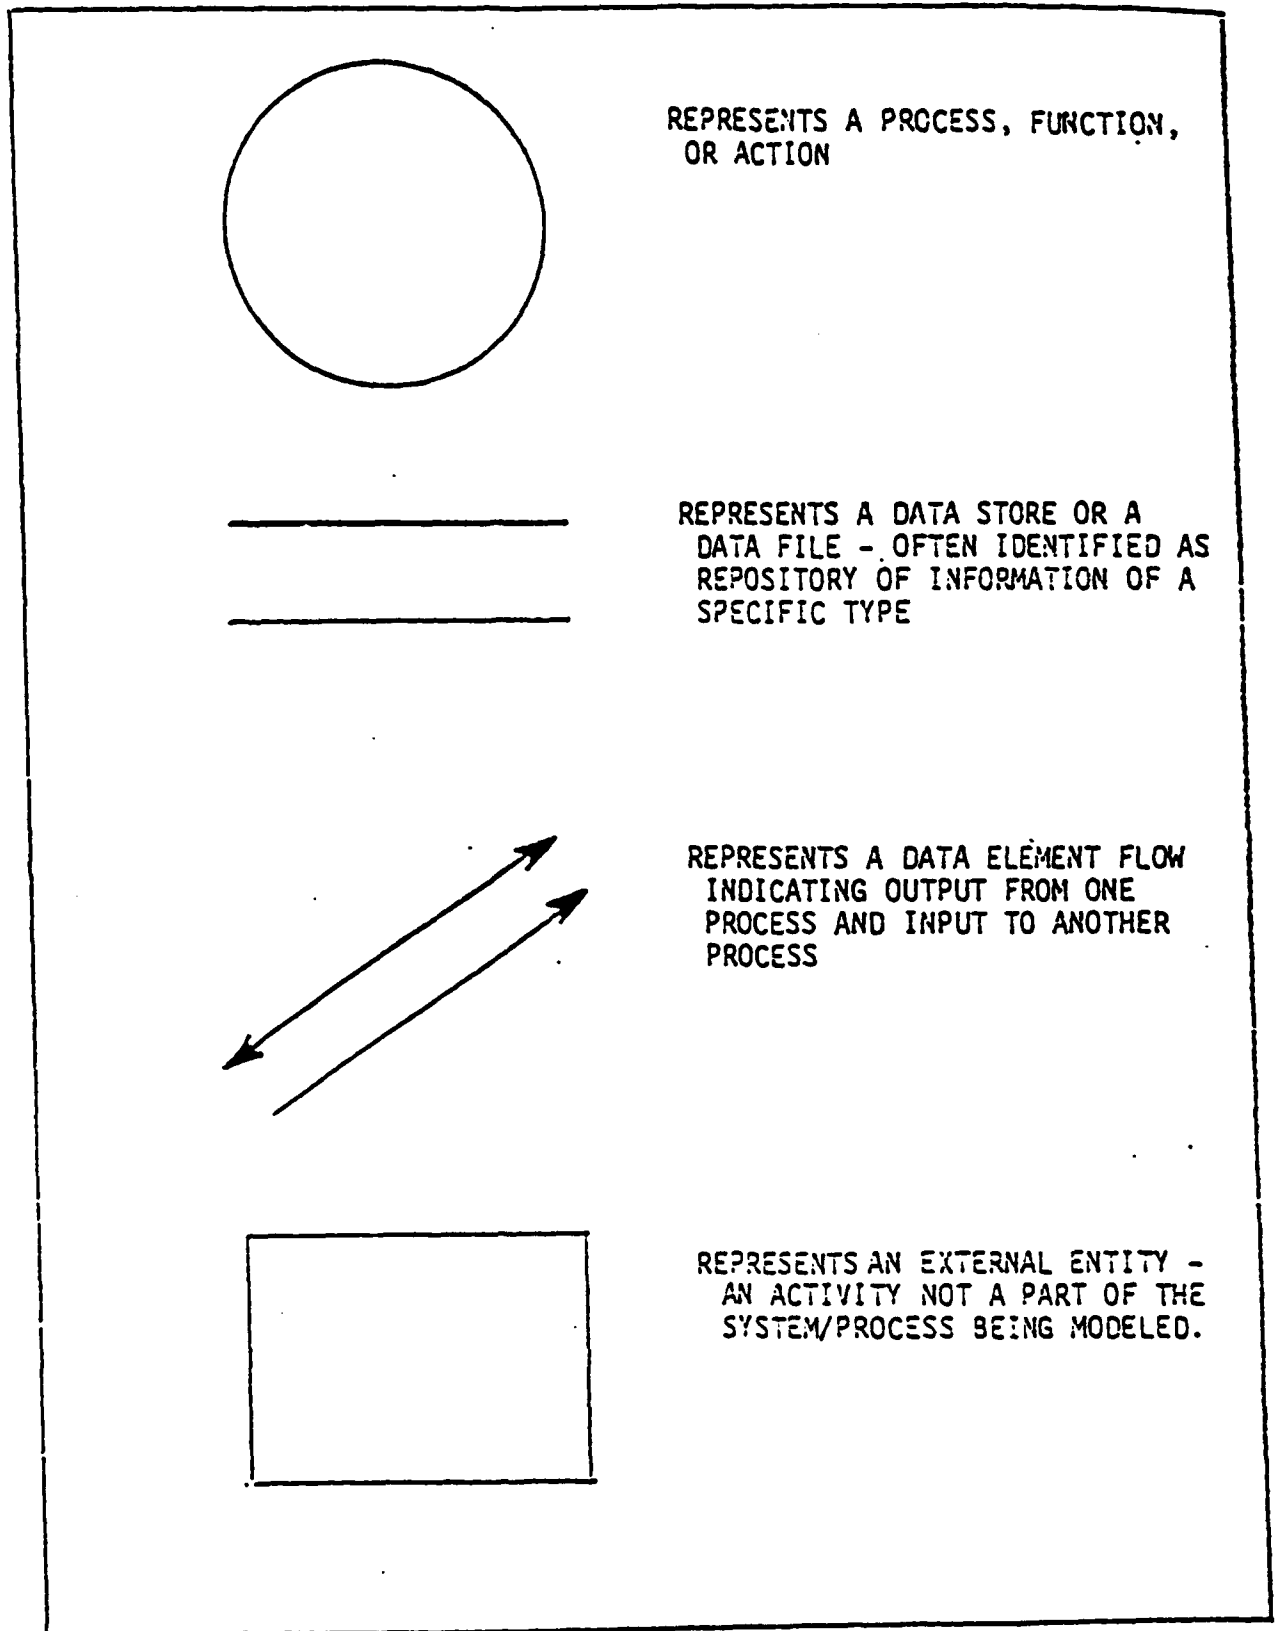 REPRESENTS A PROCESS, FUNCTION,
OR ACTION
REPRESENTS A DATA STORE OR A
DATA FILE - OFTEN IDENTIFIED AS
REPOSITORY OF INFORMATION OF A
SPECIFIC TYPE
REPRESENTS A DATA ELEMENT FLOW
INDICATING OUTPUT FROM ONE
PROCESS AND INPUT TO ANOTHER
PROCESS
REPRESENTS AN EXTERNAL ENTITY -
AN ACTIVITY NOT A PART OF THE
SYSTEM/PROCESS BEING MODELED.